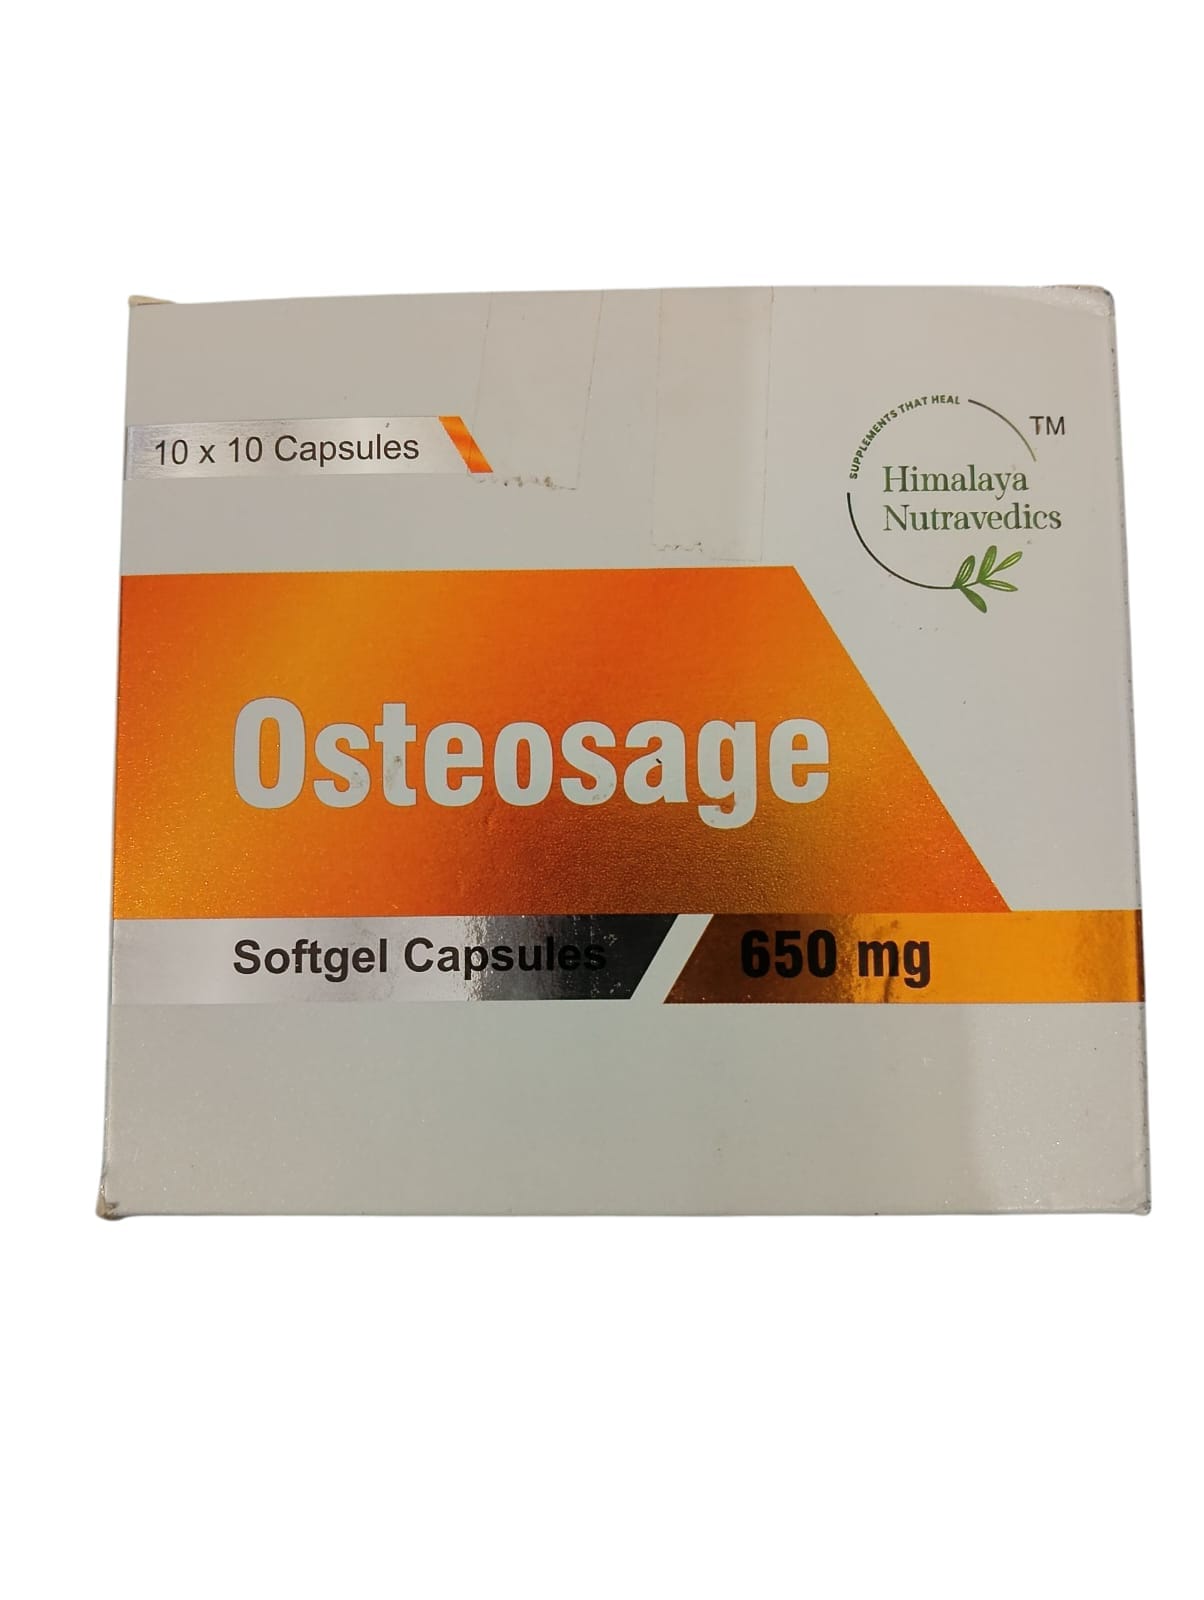 10 x 10 Capsules
SUPPLEMENTS THAT HEAL
TM
Himalaya
Nutravedics
Osteosage
Softgel Capsules
650 mg